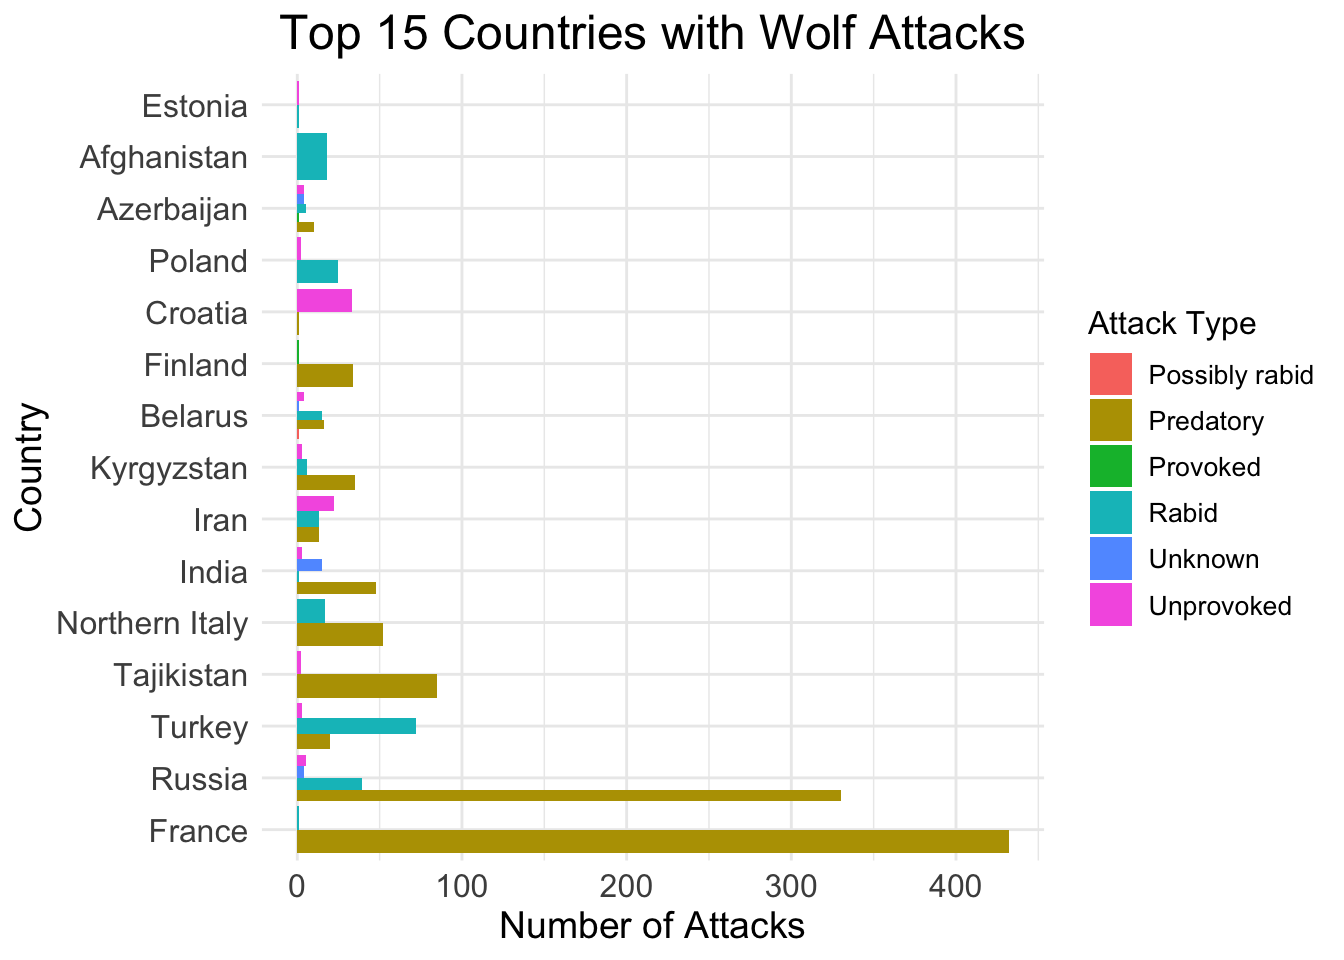 Top 15 Countries with Wolf Attacks
Country
Estonia
Afghanistan
Azerbaijan
Poland
Croatia
Finland
Belarus
Kyrgyzstan
Iran
India
Northern Italy
Tajikistan
Turkey
Russia
France
0 100 200 300 400
Number of Attacks
Attack Type
Possibly rabid
Predatory
Provoked
Rabid
Unknown
Unprovoked